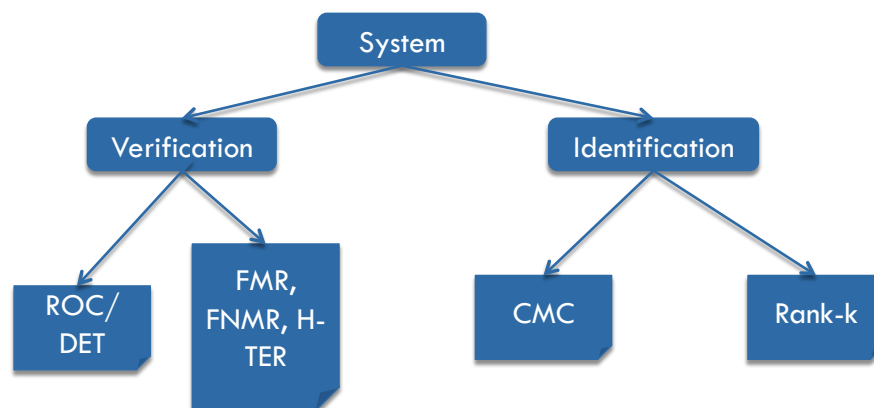 System
Verification
Identification
ROC/
DET
FMR,
FNMR, H-
TER
CMC
Rank-k